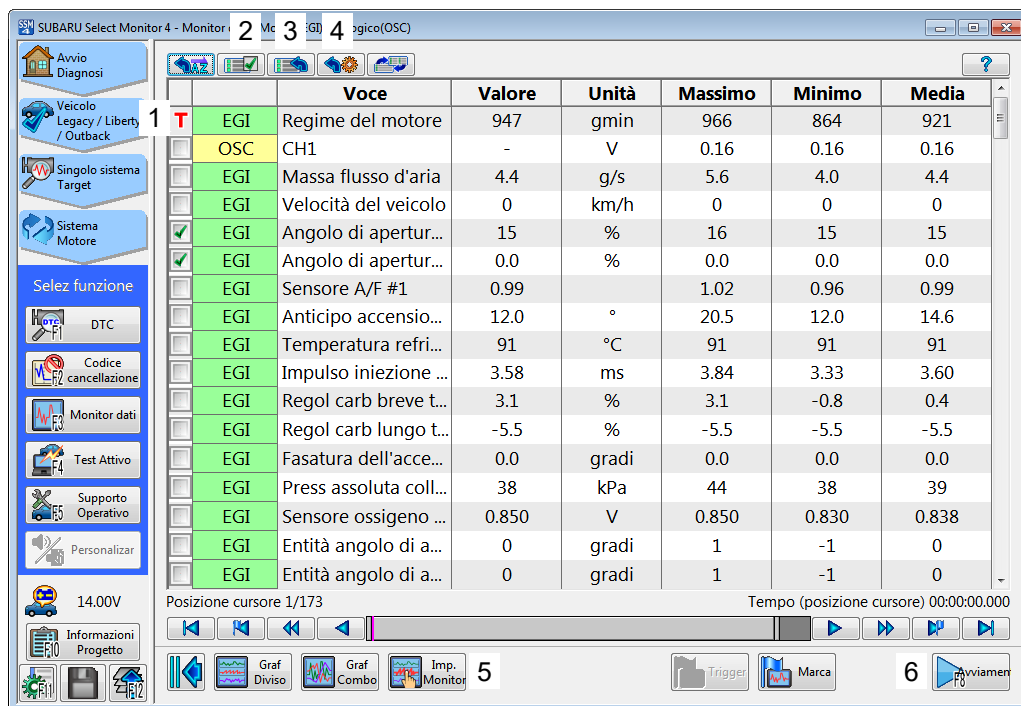 SSM SUBARU Select Monitor 4 - Monitor Mo EGI) ogico(OSC)
2 3 4
Avvio
Diagnosi
Veicolo
Legacy / Liberty
/ Outback
Singolo sistema
Target
Sistema
Motore
Selez funzione
DTC F1 DTC
F2 Codice
cancellazione
F3 Monitor dati
F4 Test Attivo
F5 Supporto
Operativo
Personalizar
14.00V
F10 Informazioni
Progetto
F11 F12
AZ ?
Voce Valore Unità Massimo Minimo Media
1 T EGI Regime del motore 947 gmin 966 864 921
OSC CH1 - V 0.16 0.16 0.16
EGI Massa flusso d'aria 4.4 g/s 5.6 4.0 4.4
EGI Velocità del veicolo 0 km/h 0 0 0
EGI Angolo di apertur... 15 % 16 15 15
EGI Angolo di apertur... 0.0 % 0.0 0.0 0.0
EGI Sensore A/F #1 0.99 1.02 0.96 0.99
EGI Anticipo accensio... 12.0 ° 20.5 12.0 14.6
EGI Temperatura refri... 91 °C 91 91 91
EGI Impulso iniezione ... 3.58 ms 3.84 3.33 3.60
EGI Regol carb breve t... 3.1 % 3.1 -0.8 0.4
EGI Regol carb lungo t... -5.5 % -5.5 -5.5 -5.5
EGI Fasatura dell'acce... 0.0 gradi 0.0 0.0 0.0
EGI Press assoluta coll... 38 kPa 44 38 39
EGI Sensore ossigeno ... 0.850 V 0.850 0.830 0.838
EGI Entità angolo di a... 0 gradi 1 -1 0
EGI Entità angolo di a... 0 gradi 1 -1 0
Posizione cursore 1/173 Tempo (posizione cursore) 00:00:00.000
Graf
Diviso
Graf
Combo
Imp.
Monitor
5
Trigger
Marca
6
F8 Avviamen